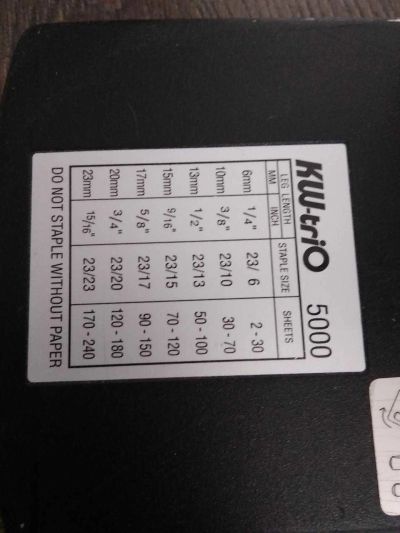 KW-triO 5000
LEG LENGTH STAPLE SIZE SHEETS
MM INCH
6mm 1/4" 23/ 6 2 - 30
10mm 3/8" 23/10 30 - 70
13mm 1/2" 23/13 50 - 100
15mm 9/16" 23/15 70 - 120
17mm 5/8" 23/17 90 - 150
20mm 3/4" 23/20 120 - 180
23mm 15/16" 23/23 170 - 240
DO NOT STAPLE WITHOUT PAPER